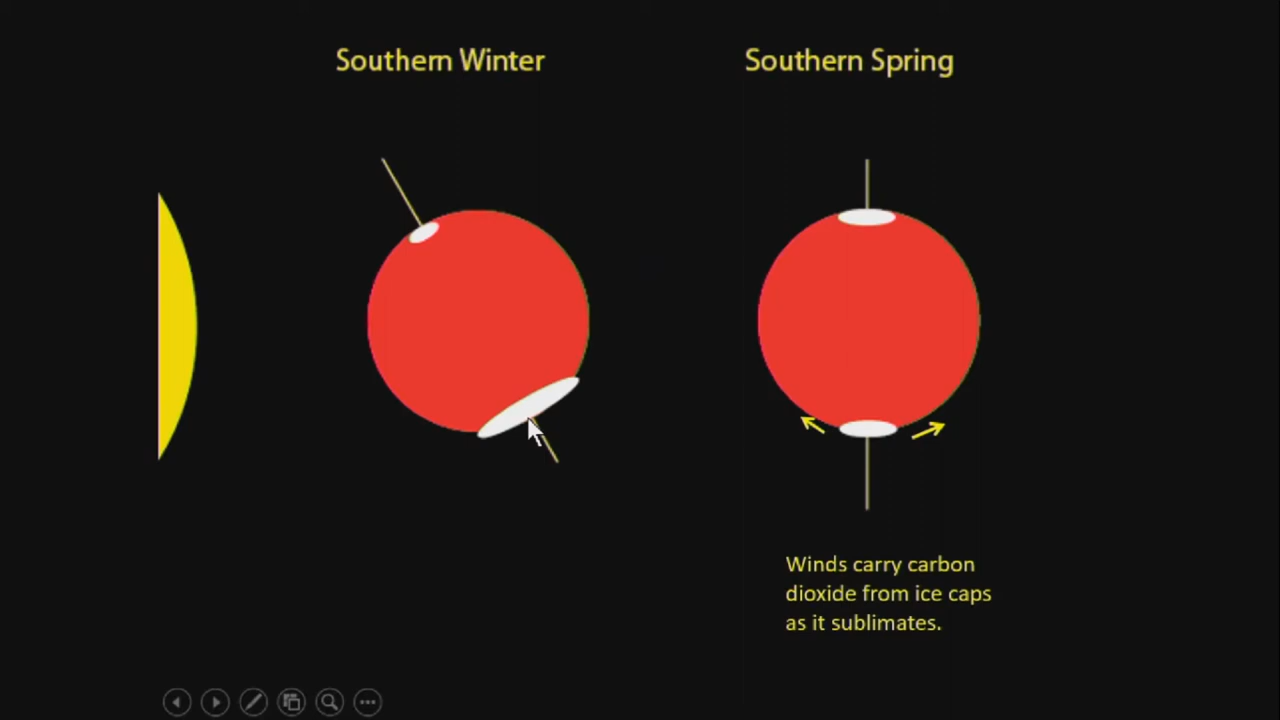 Southern Winter
Southern Spring
Winds carry carbon
dioxide from ice caps
as it sublimates.